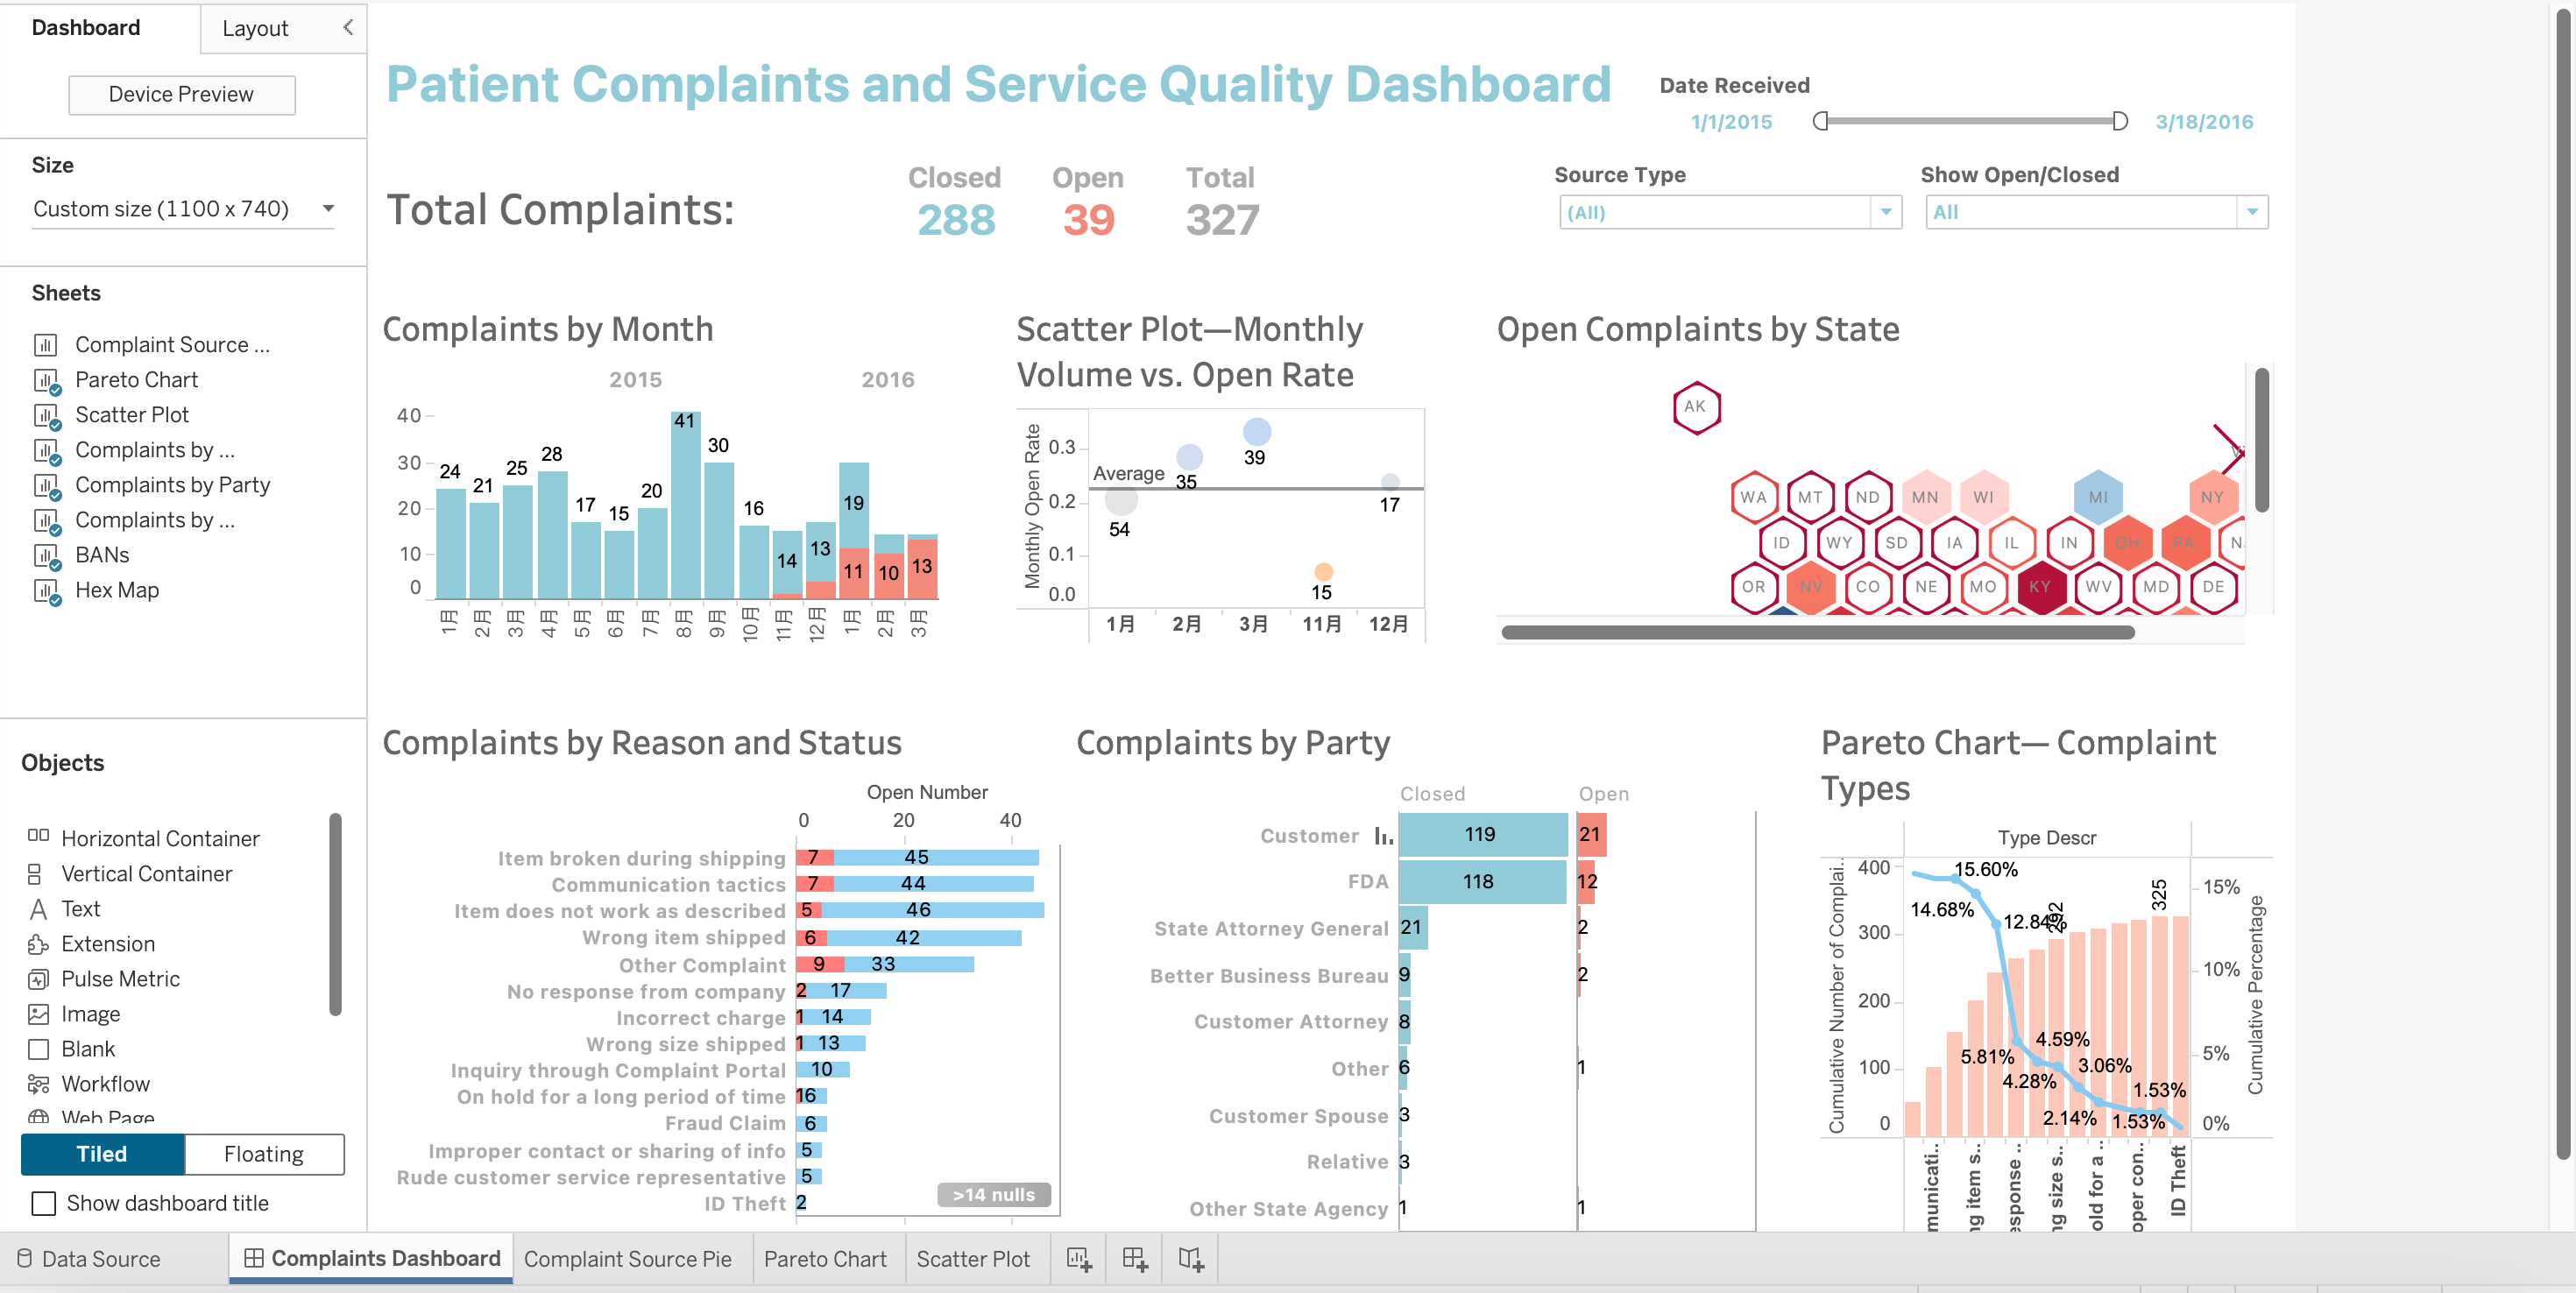 Dashboard
Layout
Device Preview
Size
Custom size (1100 x 740)
Sheets
Complaint Source ...
Pareto Chart
Scatter Plot
Complaints by ...
Complaints by Party
Complaints by ...
BANs
Hex Map
Objects
Horizontal Container
Vertical Container
Text
Extension
Pulse Metric
Image
Blank
Workflow
Web Page
Tiled
Floating
Show dashboard title
Patient Complaints and Service Quality Dashboard
Date Received
1/1/2015
3/18/2016
Total Complaints:
Closed Open Total
288 39 327
Source Type
(All)
Show Open/Closed
All
Complaints by Month
2015 2016
40
30
20
10
0
24 21 25 28 17 15 20 41 30 16 14 13 19 11 10 13
1月 2月 3月 4月 5月 6月 7月 8月 9月 10月 11月 12月 1月 2月 3月
Scatter Plot—Monthly
Volume vs. Open Rate
Monthly Open Rate
0.3
0.2
0.1
0.0
Average
54 35 39 15 17
1月 2月 3月 11月 12月
Open Complaints by State
AK
WA MT ND MN WI MI NY
ID WY SD IA IL IN OH PA
OR NV CO NE MO KY WV MD DE
Complaints by Reason and Status
Open Number
0 20 40
Item broken during shipping 7 45
Communication tactics 7 44
Item does not work as described 5 46
Wrong item shipped 6 42
Other Complaint 9 33
No response from company 2 17
Incorrect charge 1 14
Wrong size shipped 1 13
Inquiry through Complaint Portal 10
On hold for a long period of time 1 6
Fraud Claim 6
Improper contact or sharing of info 5
Rude customer service representative 5
ID Theft 2
>14 nulls
Complaints by Party
Closed Open
Customer 119 21
FDA 118 12
State Attorney General 21 2
Better Business Bureau 9 2
Customer Attorney 8
Other 6 1
Customer Spouse 3
Relative 3
Other State Agency 1 1
Pareto Chart— Complaint
Types
Type Descr
Cumulative Number of Complai..
400
300
200
100
0
15.60%
14.68%
12.84%
292
325
5.81%
4.59%
4.28%
3.06%
2.14%
1.53%
1.53%
15%
10%
5%
0%
Cumulative Percentage
municati..
ng item s..
esponse ..
ng size s..
old for a ..
oper con..
ID Theft
Data Source
Complaints Dashboard
Complaint Source Pie
Pareto Chart
Scatter Plot